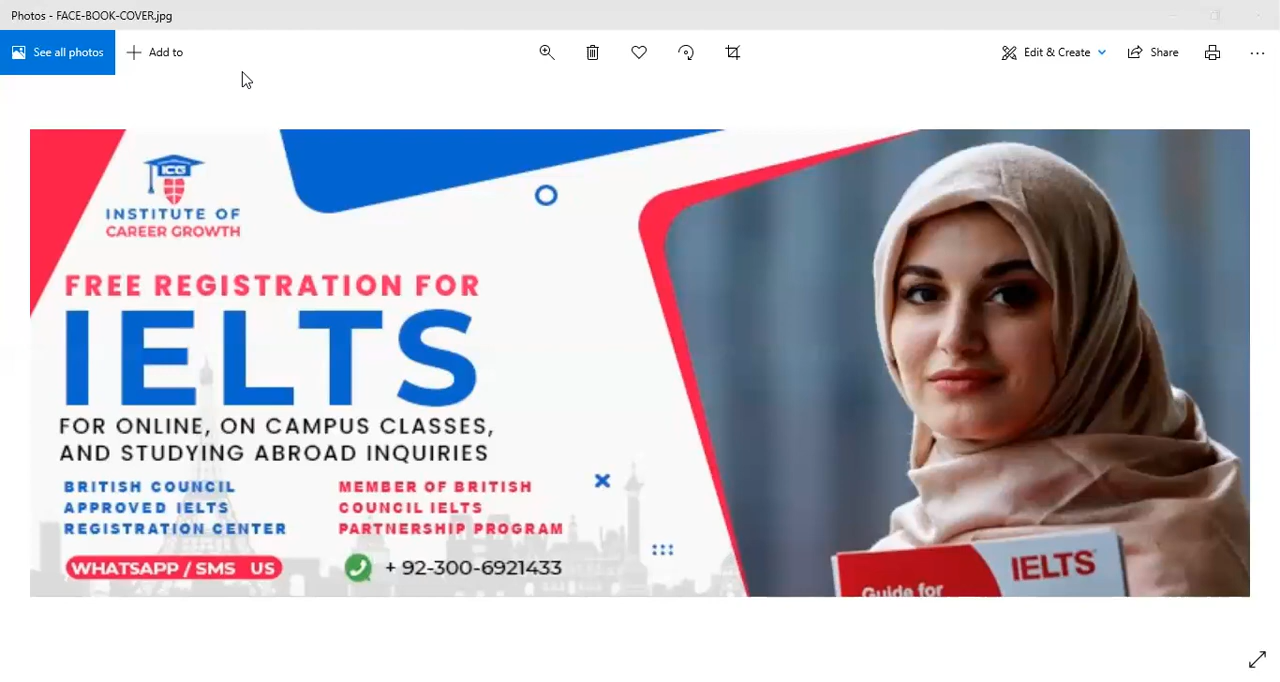 Photos - FACE-BOOK-COVER.jpg
See all photos
Add to
Edit & Create
Share
ICG
INSTITUTE OF
CAREER GROWTH
FREE REGISTRATION FOR
IELTS
FOR ONLINE, ON CAMPUS CLASSES,
AND STUDYING ABROAD INQUIRIES
BRITISH COUNCIL
APPROVED IELTS
REGISTRATION CENTER
MEMBER OF BRITISH
COUNCIL IELTS
PARTNERSHIP PROGRAM
WHATSAPP / SMS US
+ 92-300-6921433
IELTS
Guide for